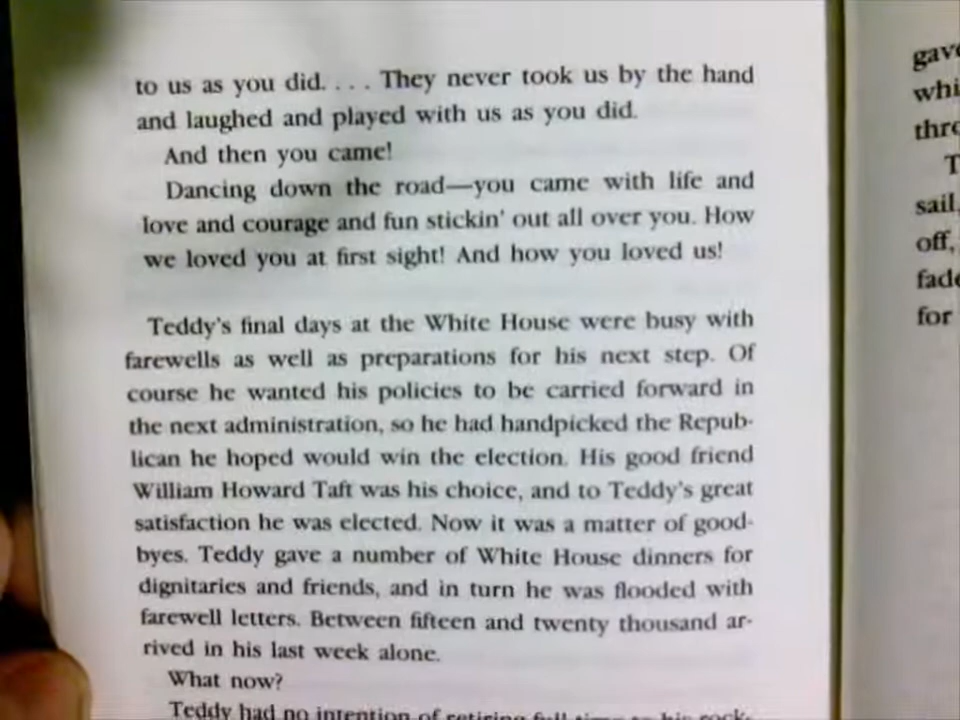 to us as you did. . . . They never took us by the hand
and laughed and played with us as you did.
And then you came!
Dancing down the road—you came with life and
love and courage and fun stickin' out all over you. How
we loved you at first sight! And how you loved us!
Teddy's final days at the White House were busy with
farewells as well as preparations for his next step. Of
course he wanted his policies to be carried forward in
the next administration, so he had handpicked the Repub-
lican he hoped would win the election. His good friend
William Howard Taft was his choice, and to Teddy's great
satisfaction he was elected. Now it was a matter of good-
byes. Teddy gave a number of White House dinners for
dignitaries and friends, and in turn he was flooded with
farewell letters. Between fifteen and twenty thousand ar-
rived in his last week alone.
What now?
Teddy had no intention of retiring
sail,
off,
for